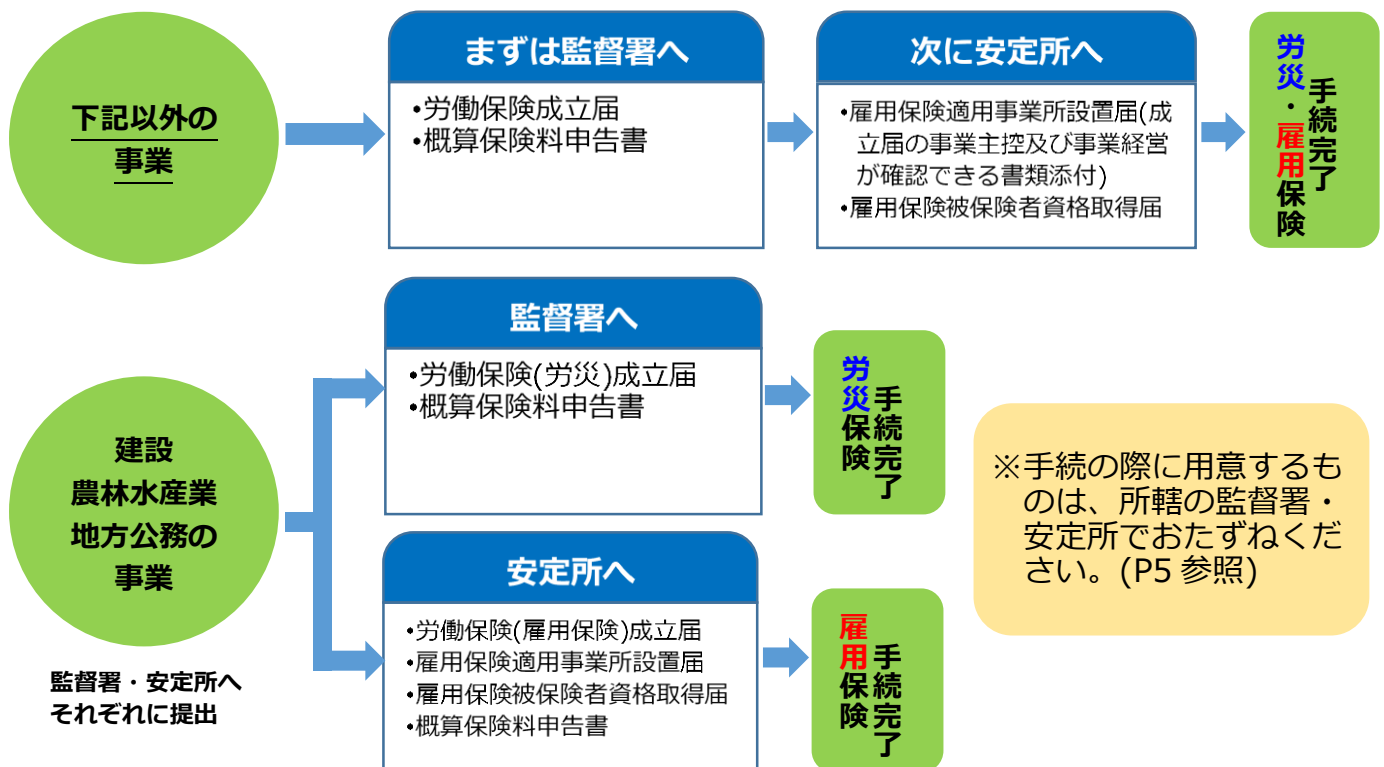 下記以外の
事業
まずは監督署へ
•労働保険成立届
•概算保険料申告書
次に安定所へ
•雇用保険適用事業所設置届(成
立届の事業主控及び事業経営
が確認できる書類添付)
•雇用保険被保険者資格取得届
労災・雇用保険
手続完了
建設
農林水産業
地方公務の
事業
監督署・安定所へ
それぞれに提出
監督署へ
•労働保険(労災)成立届
•概算保険料申告書
労災保険
手続完了
安定所へ
•労働保険(雇用保険)成立届
•雇用保険適用事業所設置届
•雇用保険被保険者資格取得届
•概算保険料申告書
雇用保険
手続完了
※手続の際に用意するも
のは、所轄の監督署・
安定所でおたずねくだ
さい。(P5 参照)